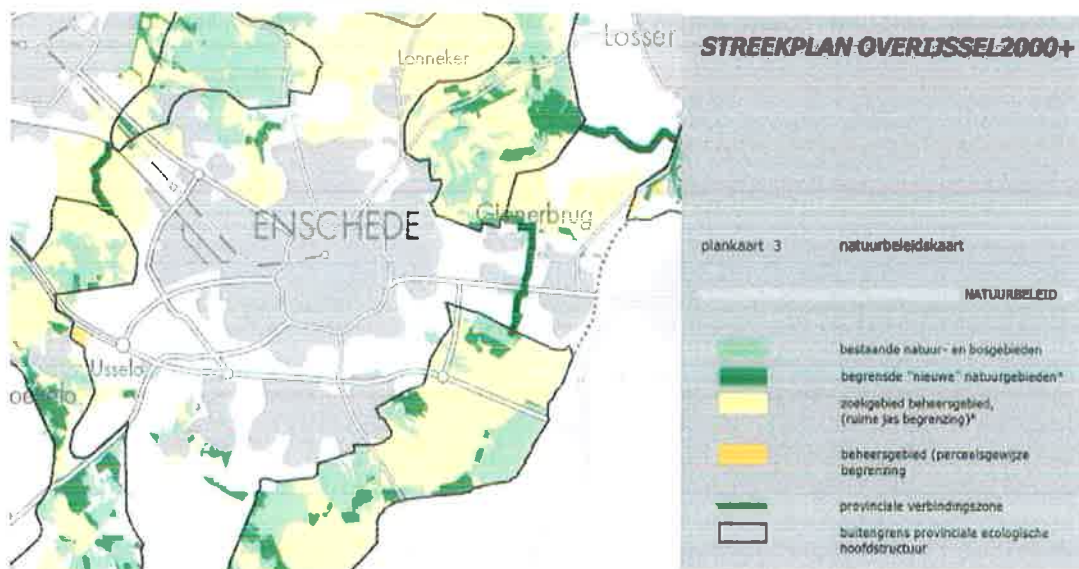 Losser
Lonneker
ENSCHEDE
Glanerbrug
Usselo
STREEKPLAN OVERIJSSEL2000+
plankaart 3 natuurbeleidskaart
NATUURBELEID
bestaande natuur- en bosgebieden
begrensde "nieuwe" natuurgebieden*
zoekgebied beheersgebied,
(ruime jas begrenzing)*
beheersgebied (perceelsgewijze
begrenzing
provinciale verbindingszone
buitengrens provinciale ecologische
hoofdstructuur